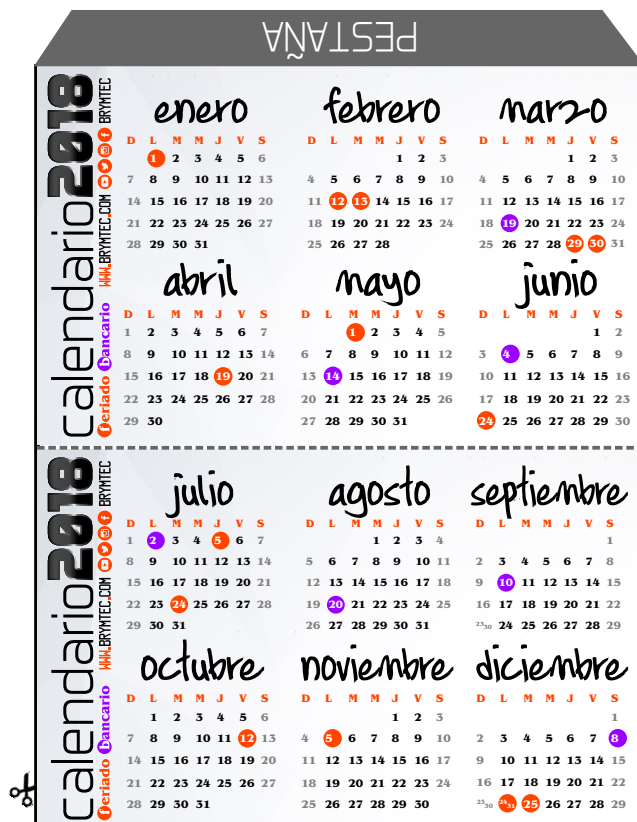 PESTAÑA
calendario2018
feriado bancario WWW.BRYMTEC.COM BRYMTEC
enero
D L M M J V S
1 2 3 4 5 6
7 8 9 10 11 12 13
14 15 16 17 18 19 20
21 22 23 24 25 26 27
28 29 30 31
febrero
D L M M J V S
1 2 3
4 5 6 7 8 9 10
11 12 13 14 15 16 17
18 19 20 21 22 23 24
25 26 27 28
marzo
D L M M J V S
1 2 3
4 5 6 7 8 9 10
11 12 13 14 15 16 17
18 19 20 21 22 23 24
25 26 27 28 29 30 31
abril
D L M M J V S
1 2 3 4 5 6 7
8 9 10 11 12 13 14
15 16 17 18 19 20 21
22 23 24 25 26 27 28
29 30
mayo
D L M M J V S
1 2 3 4 5
6 7 8 9 10 11 12
13 14 15 16 17 18 19
20 21 22 23 24 25 26
27 28 29 30 31
junio
D L M M J V S
1 2
3 4 5 6 7 8 9
10 11 12 13 14 15 16
17 18 19 20 21 22 23
24 25 26 27 28 29 30
calendario2018
feriado bancario WWW.BRYMTEC.COM BRYMTEC
julio
D L M M J V S
1 2 3 4 5 6 7
8 9 10 11 12 13 14
15 16 17 18 19 20 21
22 23 24 25 26 27 28
29 30 31
agosto
D L M M J V S
1 2 3 4
5 6 7 8 9 10 11
12 13 14 15 16 17 18
19 20 21 22 23 24 25
26 27 28 29 30 31
septiembre
D L M M J V S
1
2 3 4 5 6 7 8
9 10 11 12 13 14 15
16 17 18 19 20 21 22
23 30 24 25 26 27 28 29
octubre
D L M M J V S
1 2 3 4 5 6
7 8 9 10 11 12 13
14 15 16 17 18 19 20
21 22 23 24 25 26 27
28 29 30 31
noviembre
D L M M J V S
1 2 3
4 5 6 7 8 9 10
11 12 13 14 15 16 17
18 19 20 21 22 23 24
25 26 27 28 29 30
diciembre
D L M M J V S
1
2 3 4 5 6 7 8
9 10 11 12 13 14 15
16 17 18 19 20 21 22
23 30 24 31 25 26 27 28 29